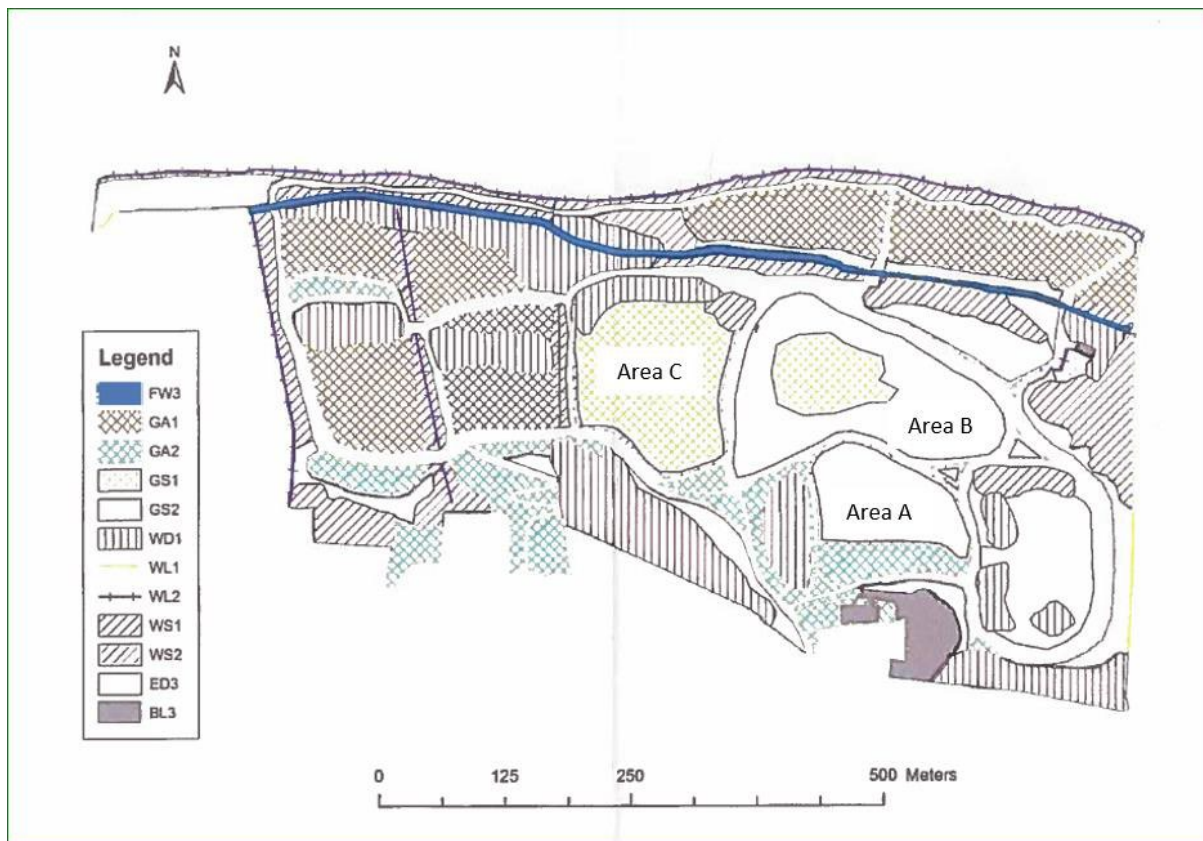 N
Area C
Area B
Area A
Legend
FW3
GA1
GA2
GS1
GS2
WD1
WL1
WL2
WS1
WS2
ED3
BL3
0 125 250 500 Meters